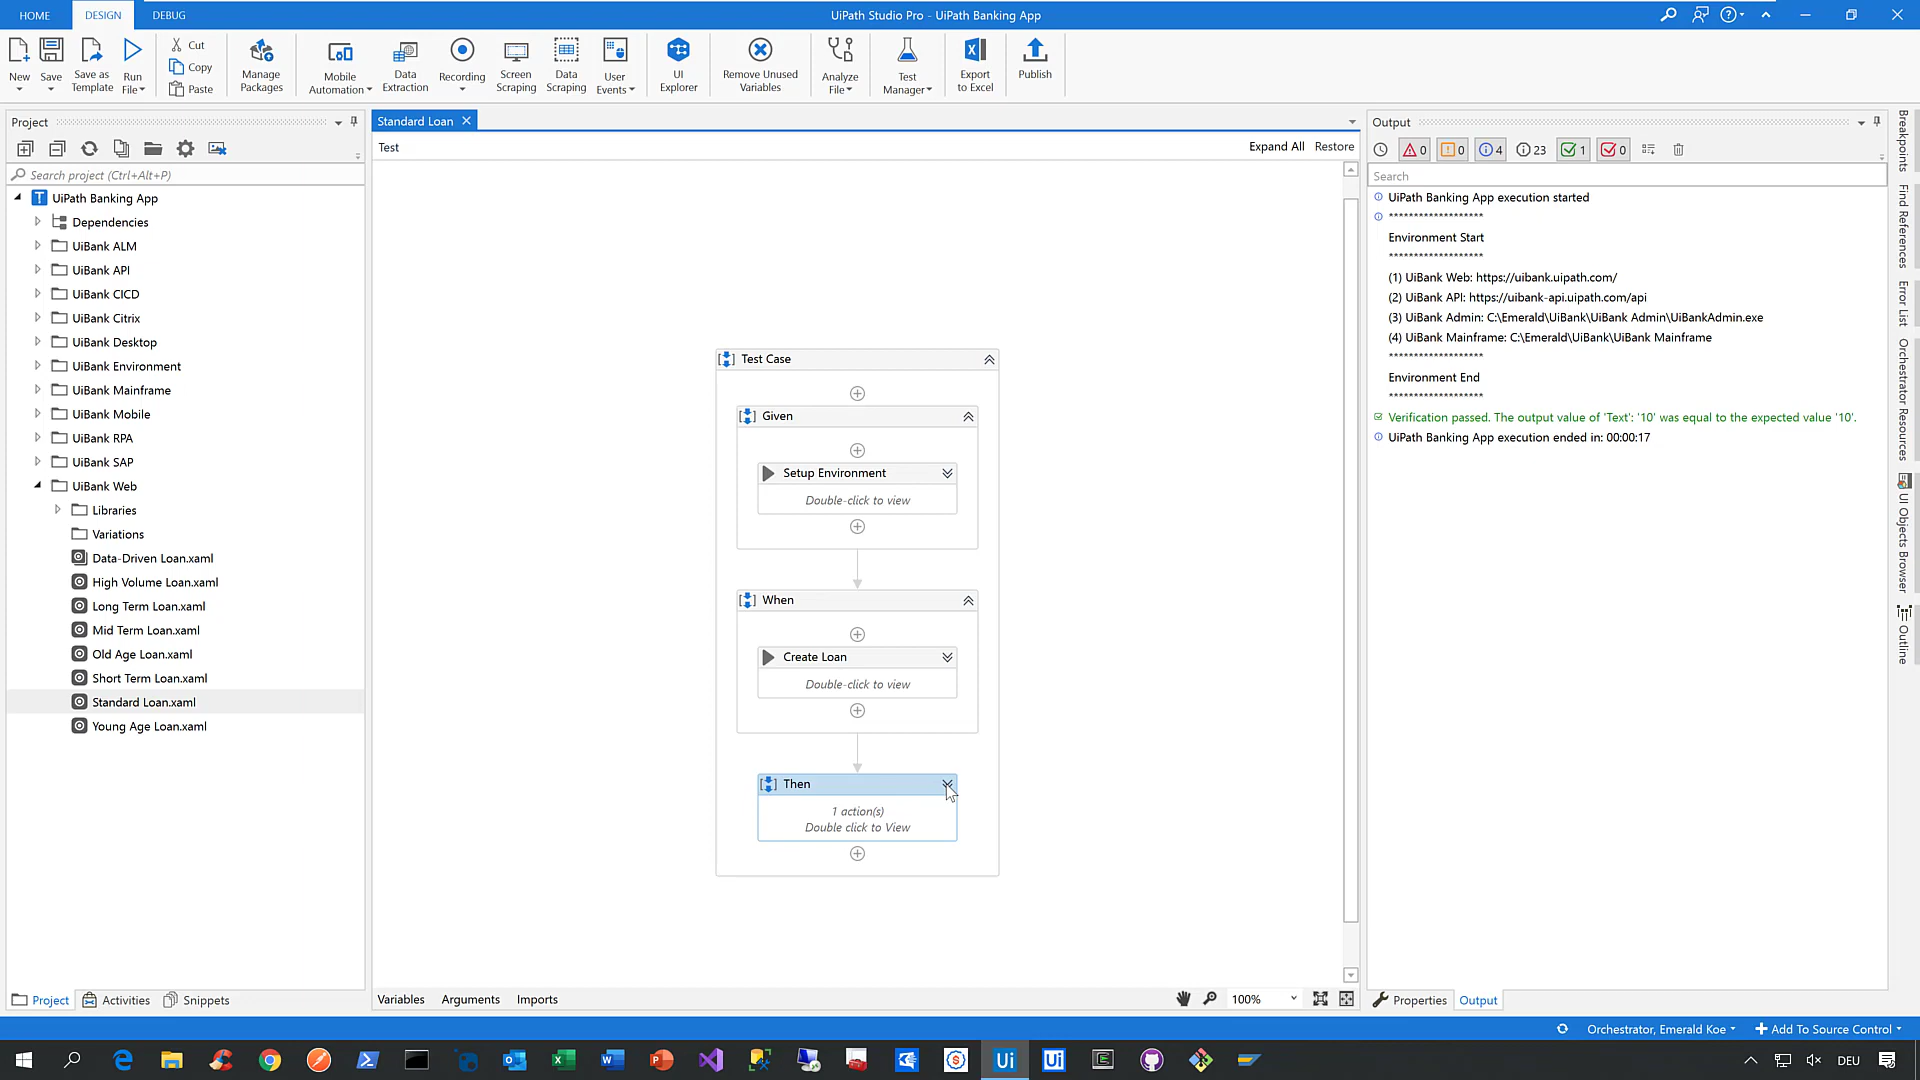 HOME
DESIGN
DEBUG
UiPath Studio Pro - UiPath Banking App
New
Save
Save as Template
Run File
Cut
Copy
Paste
Manage Packages
Mobile Automation
Data Extraction
Recording
Screen Scraping
Data Scraping
User Events
UI Explorer
Remove Unused Variables
Analyze File
Test Manager
Export to Excel
Publish
Project
Search project (Ctrl+Alt+P)
UiPath Banking App
Dependencies
UiBank ALM
UiBank API
UiBank CICD
UiBank Citrix
UiBank Desktop
UiBank Environment
UiBank Mainframe
UiBank Mobile
UiBank RPA
UiBank SAP
UiBank Web
Libraries
Variations
Data-Driven Loan.xaml
High Volume Loan.xaml
Long Term Loan.xaml
Mid Term Loan.xaml
Old Age Loan.xaml
Short Term Loan.xaml
Standard Loan.xaml
Young Age Loan.xaml
Project
Activities
Snippets
Standard Loan
Test
Expand All
Restore
Test Case
Given
Setup Environment
Double-click to view
When
Create Loan
Double-click to view
Then
1 action(s)
Double click to View
Variables
Arguments
Imports
100%
Output
0
0
4
23
1
0
Search
UiPath Banking App execution started
*******************
Environment Start
*******************
(1) UiBank Web: https://uibank.uipath.com/
(2) UiBank API: https://uibank-api.uipath.com/api
(3) UiBank Admin: C:\Emerald\UiBank\UiBank Admin\UiBankAdmin.exe
(4) UiBank Mainframe: C:\Emerald\UiBank\UiBank Mainframe
*******************
Environment End
*******************
Verification passed. The output value of 'Text': '10' was equal to the expected value '10'.
UiPath Banking App execution ended in: 00:00:17
Properties
Output
Breakpoints
Find References
Error List
Orchestrator Resources
UI Objects Browser
Outline
Orchestrator, Emerald Koe
Add To Source Control
Ui
Ui
DEU